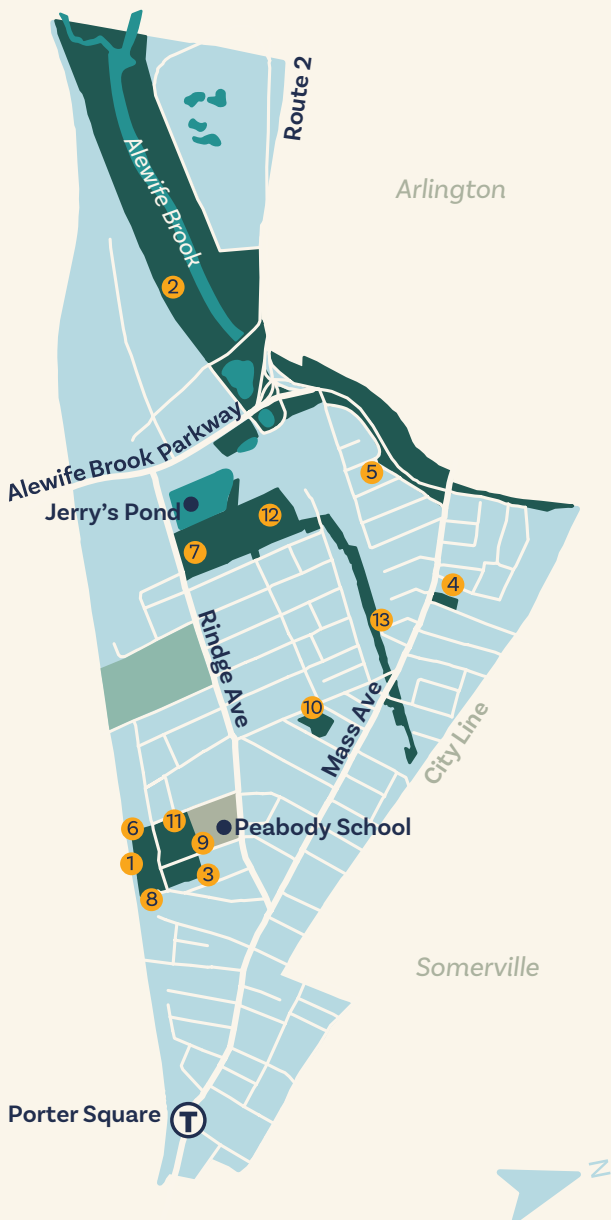 Route 2
Arlington
Alewife Brook
2
Alewife Brook Parkway
5
Jerry's Pond
12
7
4
13
Rindge Ave
10
Mass Ave
City Line
11
6
Peabody School
9
1
3
8
Somerville
Porter Square
T
N